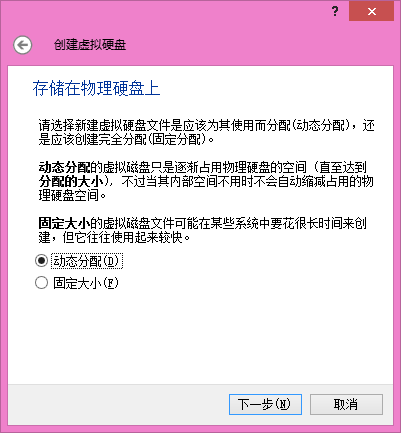 ?
创建虚拟硬盘
存储在物理硬盘上
请选择新建虚拟硬盘文件是应该为其使用而分配(动态分配)，还
是应该创建完全分配(固定分配)。
动态分配的虚拟磁盘只是逐渐占用物理硬盘的空间（直至达到
分配的大小），不过当其内部空间不用时不会自动缩减占用的物
理硬盘空间。
固定大小的虚拟磁盘文件可能在某些系统中要花很长时间来创
建，但它往往使用起来较快。
动态分配(D)
固定大小(F)
下一步(N) 取消